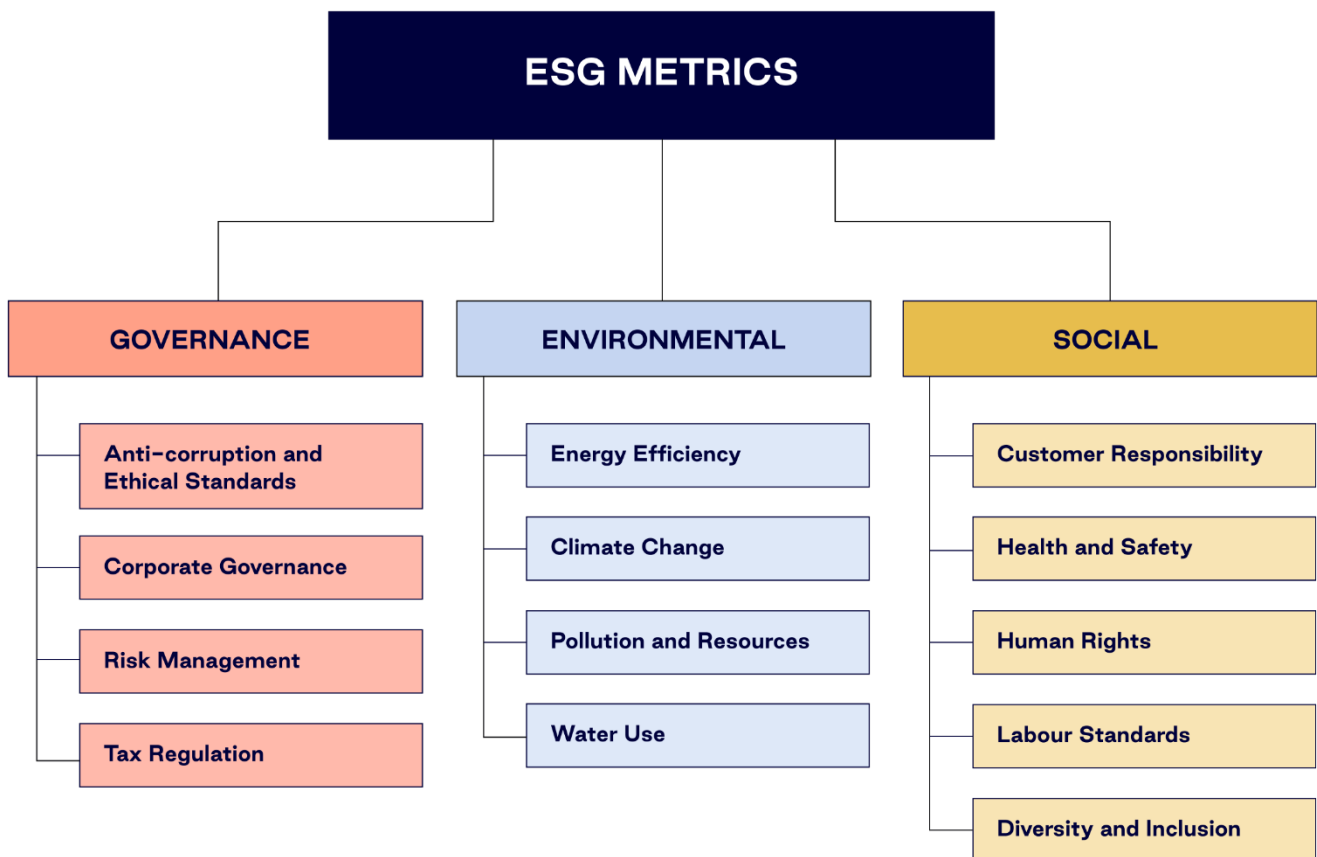 ESG METRICS
GOVERNANCE
Anti-corruption and
Ethical Standards
Corporate Governance
Risk Management
Tax Regulation
ENVIRONMENTAL
Energy Efficiency
Climate Change
Pollution and Resources
Water Use
SOCIAL
Customer Responsibility
Health and Safety
Human Rights
Labour Standards
Diversity and Inclusion